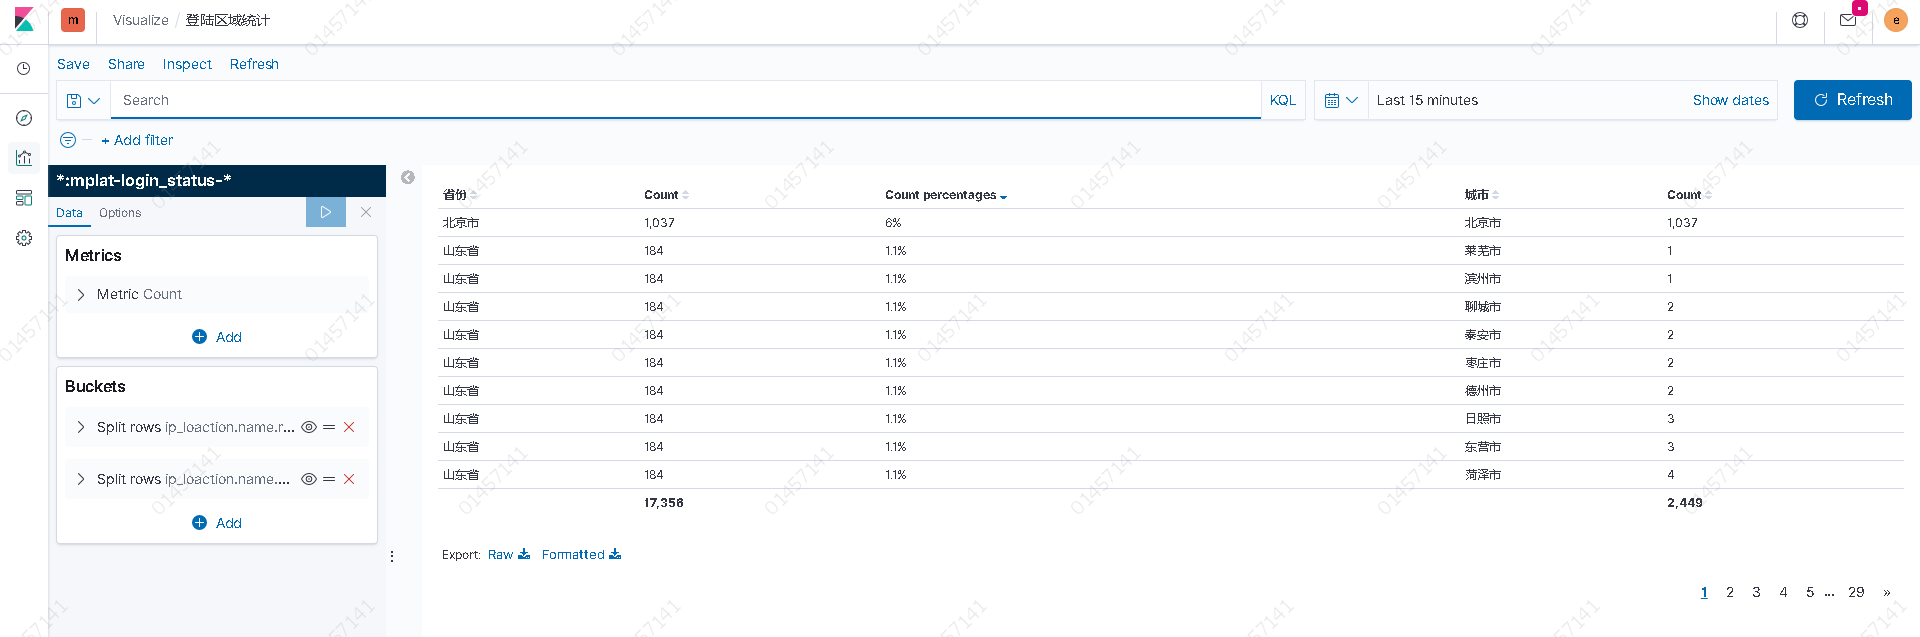 m Visualize / 登陆区域统计 e
Save Share Inspect Refresh
Search KQL Last 15 minutes Show dates Refresh
+ Add filter
*:mplat-login_status-*
Data Options
Metrics
Metric Count
Add
Buckets
Split rows ip_loaction.name.r...
Split rows ip_loaction.name....
Add
省份 Count Count percentages 城市 Count
北京市 1,037 6% 北京市 1,037
山东省 184 1.1% 莱芜市 1
山东省 184 1.1% 滨州市 1
山东省 184 1.1% 聊城市 2
山东省 184 1.1% 泰安市 2
山东省 184 1.1% 枣庄市 2
山东省 184 1.1% 德州市 2
山东省 184 1.1% 日照市 3
山东省 184 1.1% 东营市 3
山东省 184 1.1% 菏泽市 4
17,356 2,449
Export: Raw Formatted
1 2 3 4 5 ... 29 »
01457141